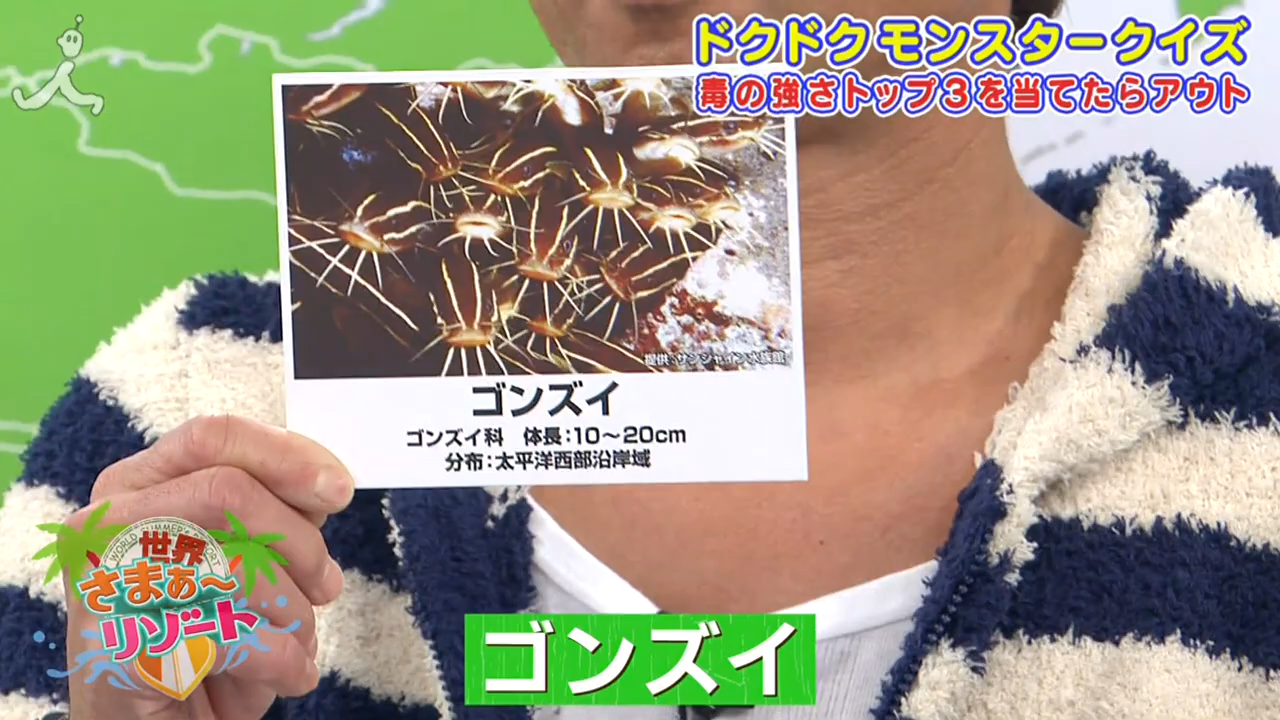 ドクドクモンスタークイズ
毒の強さトップ3を当てたらアウト
提供:サンシャイン水族館
ゴンズイ
ゴンズイ科 体長:10～20cm
分布:太平洋西部沿岸域
WORLD SUMMER'S RESORT
世界
さまぁ～
リゾート
ゴンズイ